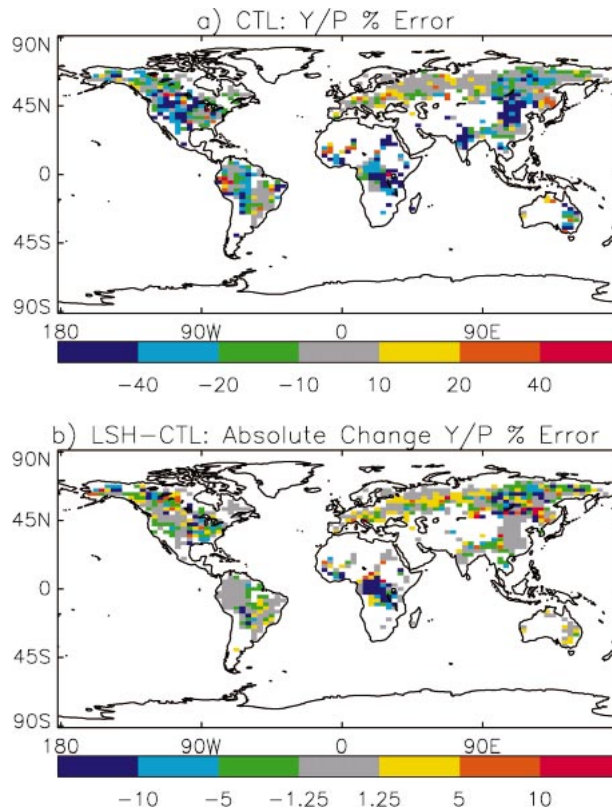 a) CTL: Y/P % Error
90N
45N
0
45S
90S
180 90W 0 90E
−40 −20 −10 10 20 40
b) LSH−CTL: Absolute Change Y/P % Error
90N
45N
0
45S
90S
180 90W 0 90E
−10 −5 −1.25 1.25 5 10